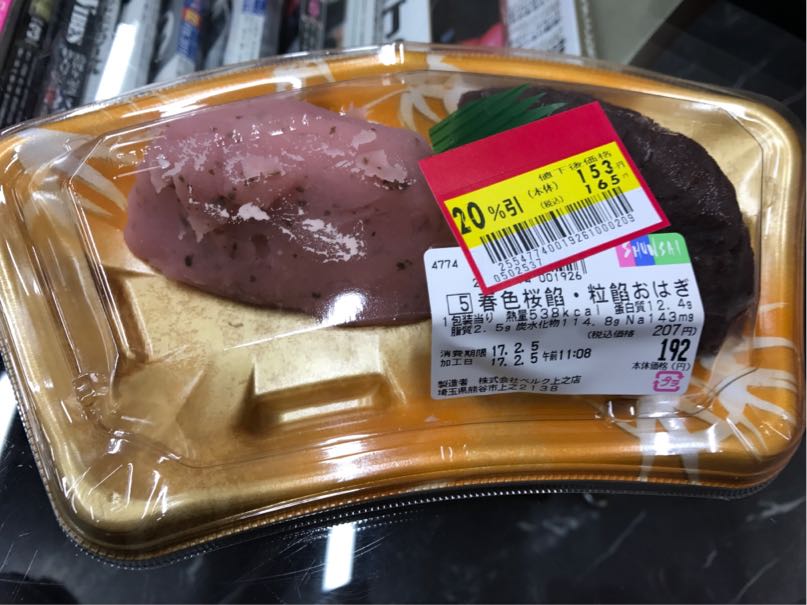 値下後価格
20%引 (本体) 153円
(税込) 165円
2554774001926100020​9
0502537
4774
001926
SHUNSAI
5 春色桜餡・粒餡おはぎ
1包装当り 熱量538kcal 蛋白質12.4g
脂質2.5g 炭水化物114.8g Na143mg
(税込価格 207円)
消費期限 17.2.5
加工日 17.2.5 午前11:08
192
本体価格(円)
製造者 株式会社ベルク上之店
埼玉県熊谷市上之2138
プラ